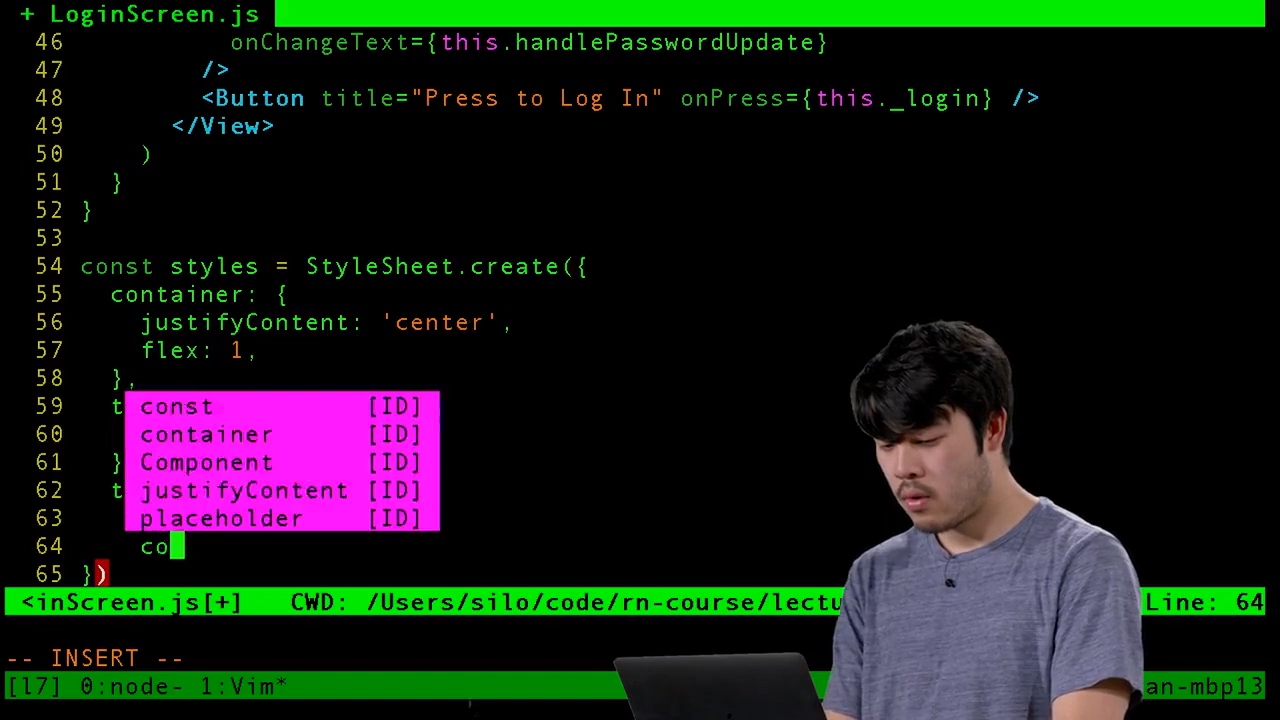 + LoginScreen.js
46 onChangeText={this.handlePasswordUpdate}
47 />
48 <Button title="Press to Log In" onPress={this._login} />
49 </View>
50 )
51 }
52 }
53
54 const styles = StyleSheet.create({
55 container: {
56 justifyContent: 'center',
57 flex: 1,
58 },
59 t const [ID]
60 container [ID]
61 } Component [ID]
62 t justifyContent [ID]
63 placeholder [ID]
64 co
65 })
<inScreen.js[+] CWD: /Users/silo/code/rn-course/lectu Line: 64
-- INSERT --
[l7] 0:node- 1:Vim* an-mbp13